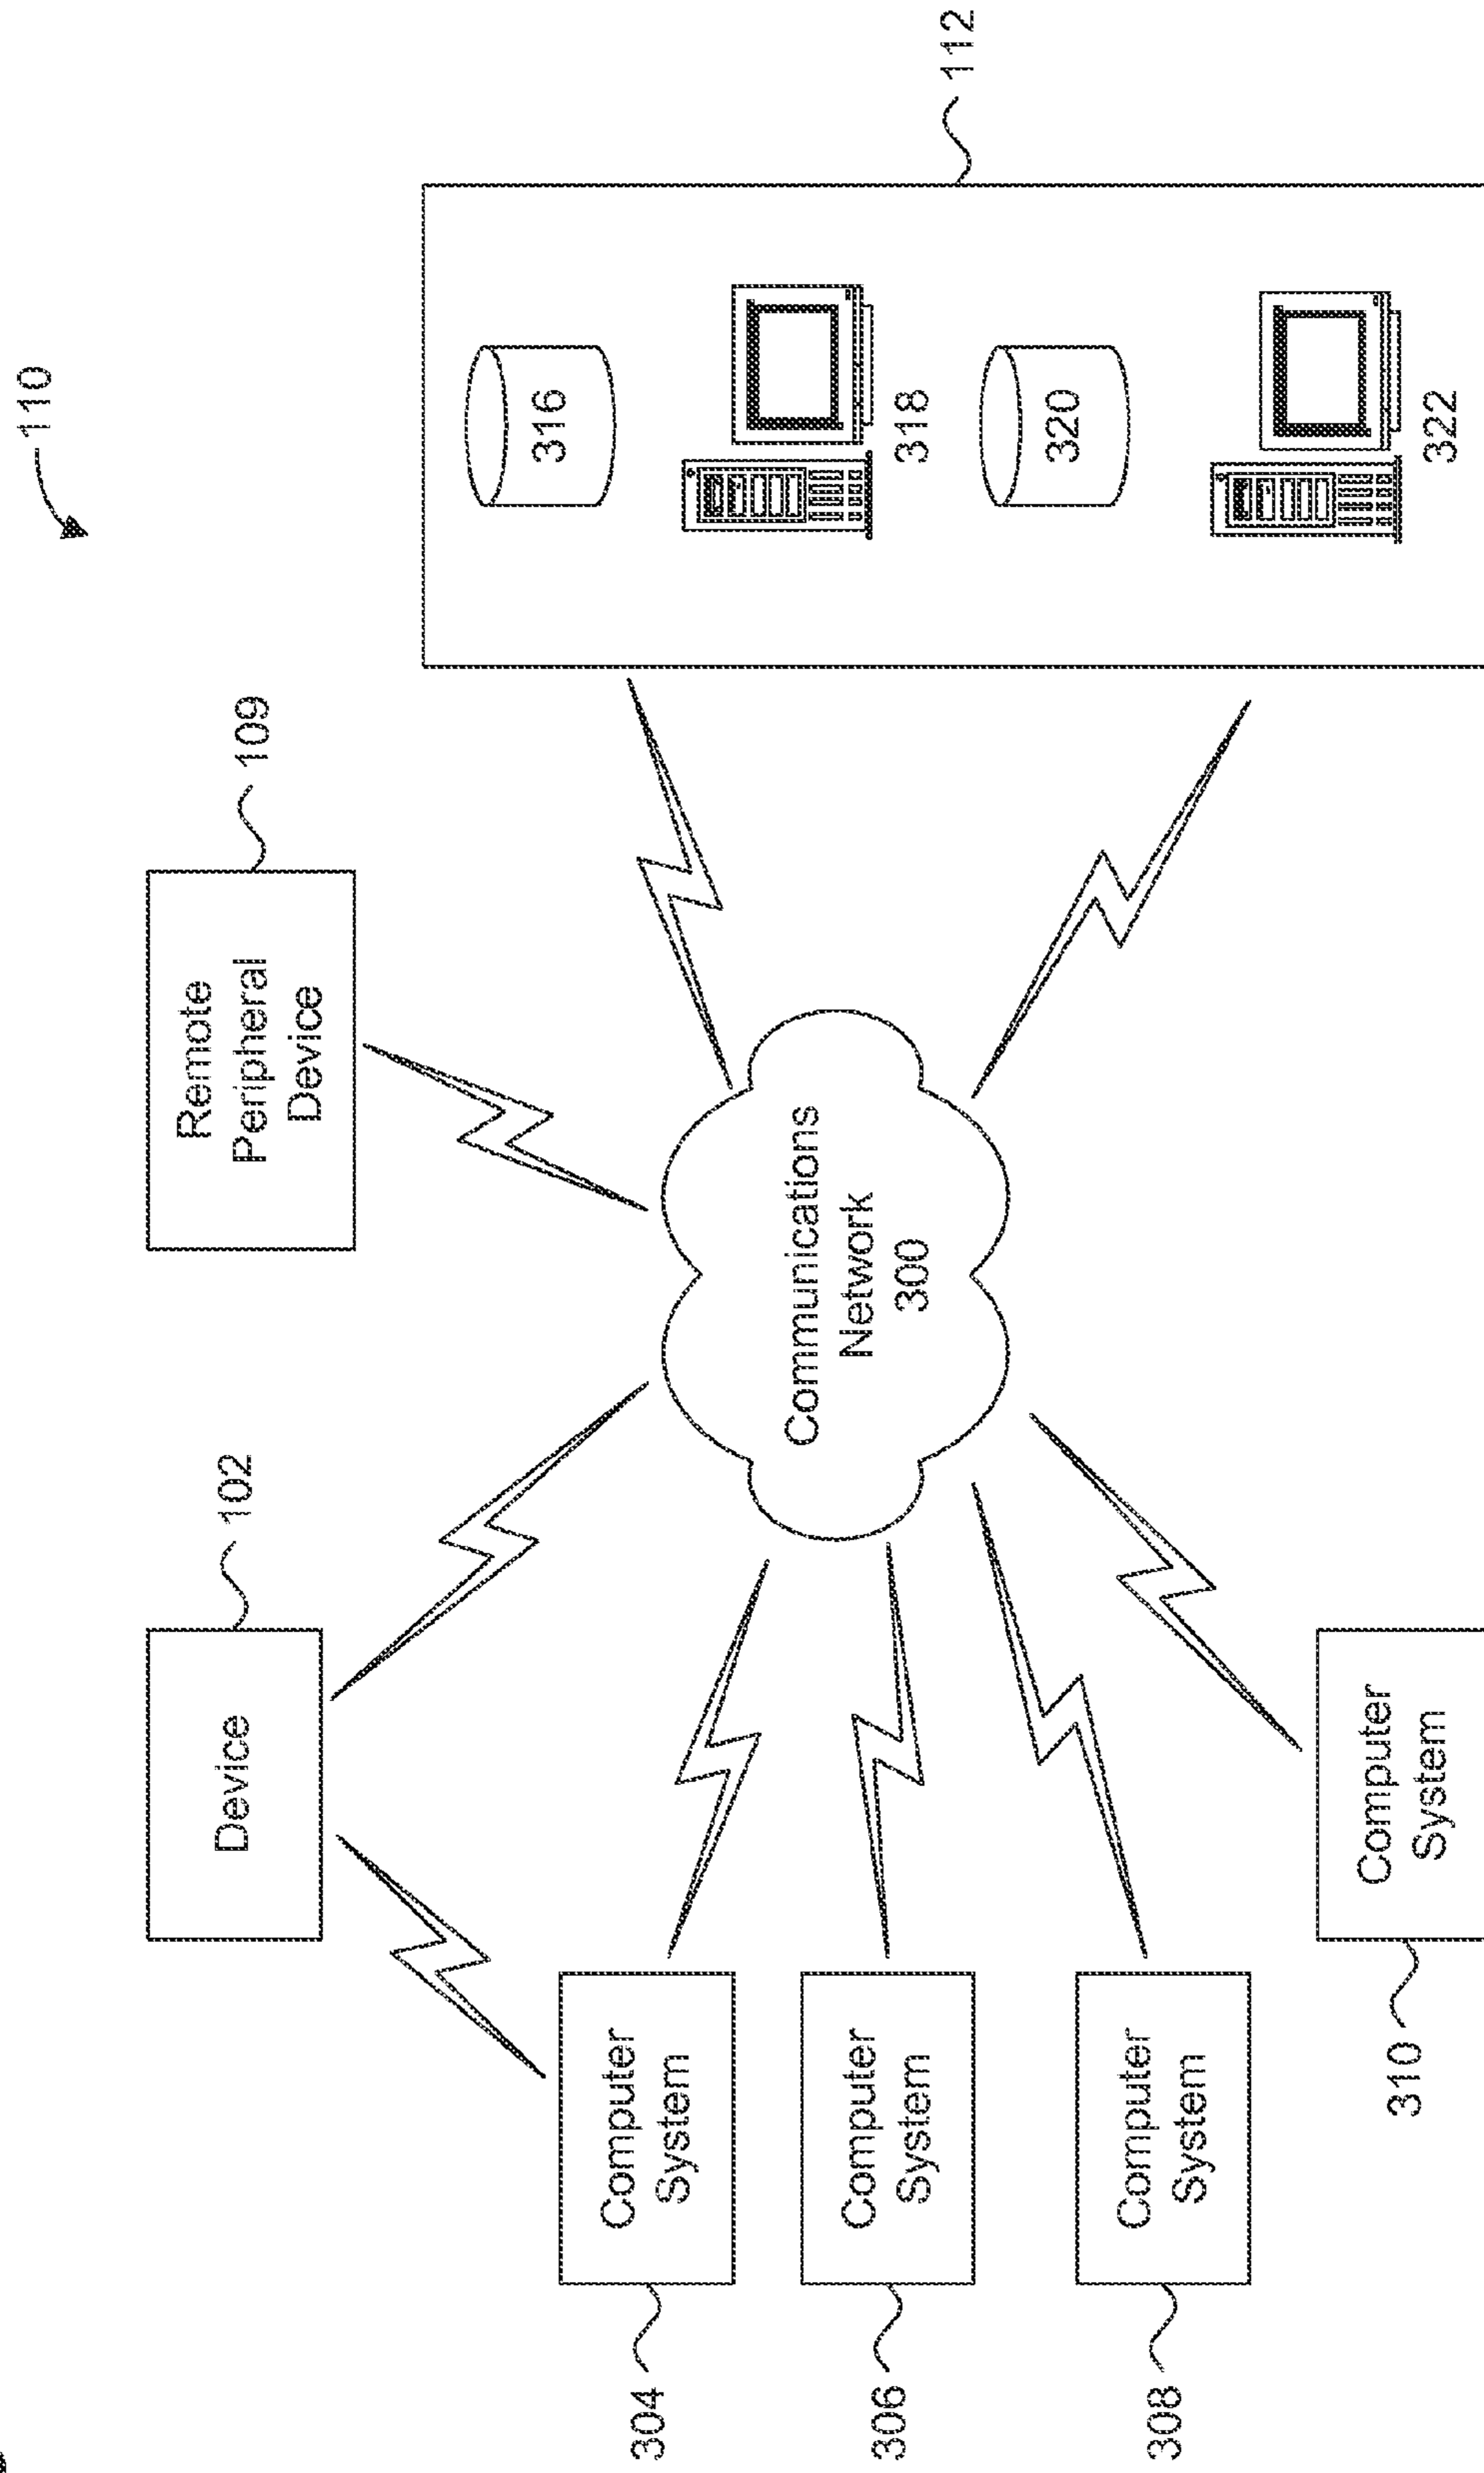 110
Remote
Peripheral
Device
109
Device
102
112
316
318
320
322
Communications
Network
300
Computer
System
304
Computer
System
306
Computer
System
308
Computer
System
310